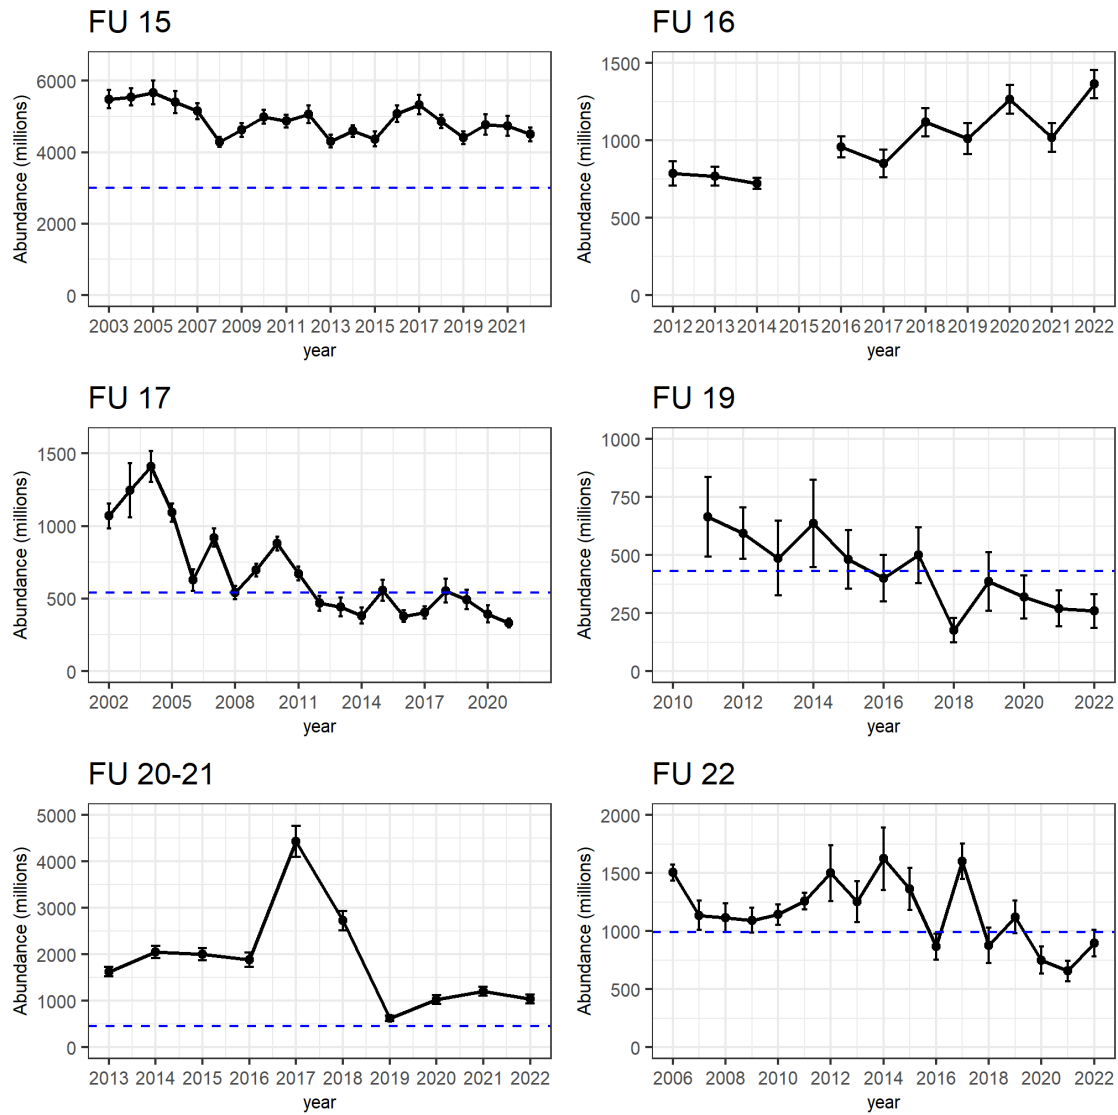 FU 15
Abundance (millions)
6000
4000
2000
0
2003 2005 2007 2009 2011 2013 2015 2017 2019 2021
year
FU 16
Abundance (millions)
1500
1000
500
0
2012 2013 2014 2015 2016 2017 2018 2019 2020 2021 2022
year
FU 17
Abundance (millions)
1500
1000
500
0
2002 2005 2008 2011 2014 2017 2020
year
FU 19
Abundance (millions)
1000
750
500
250
0
2010 2012 2014 2016 2018 2020 2022
year
FU 20-21
Abundance (millions)
5000
4000
3000
2000
1000
0
2013 2014 2015 2016 2017 2018 2019 2020 2021 2022
year
FU 22
Abundance (millions)
2000
1500
1000
500
0
2006 2008 2010 2012 2014 2016 2018 2020 2022
year